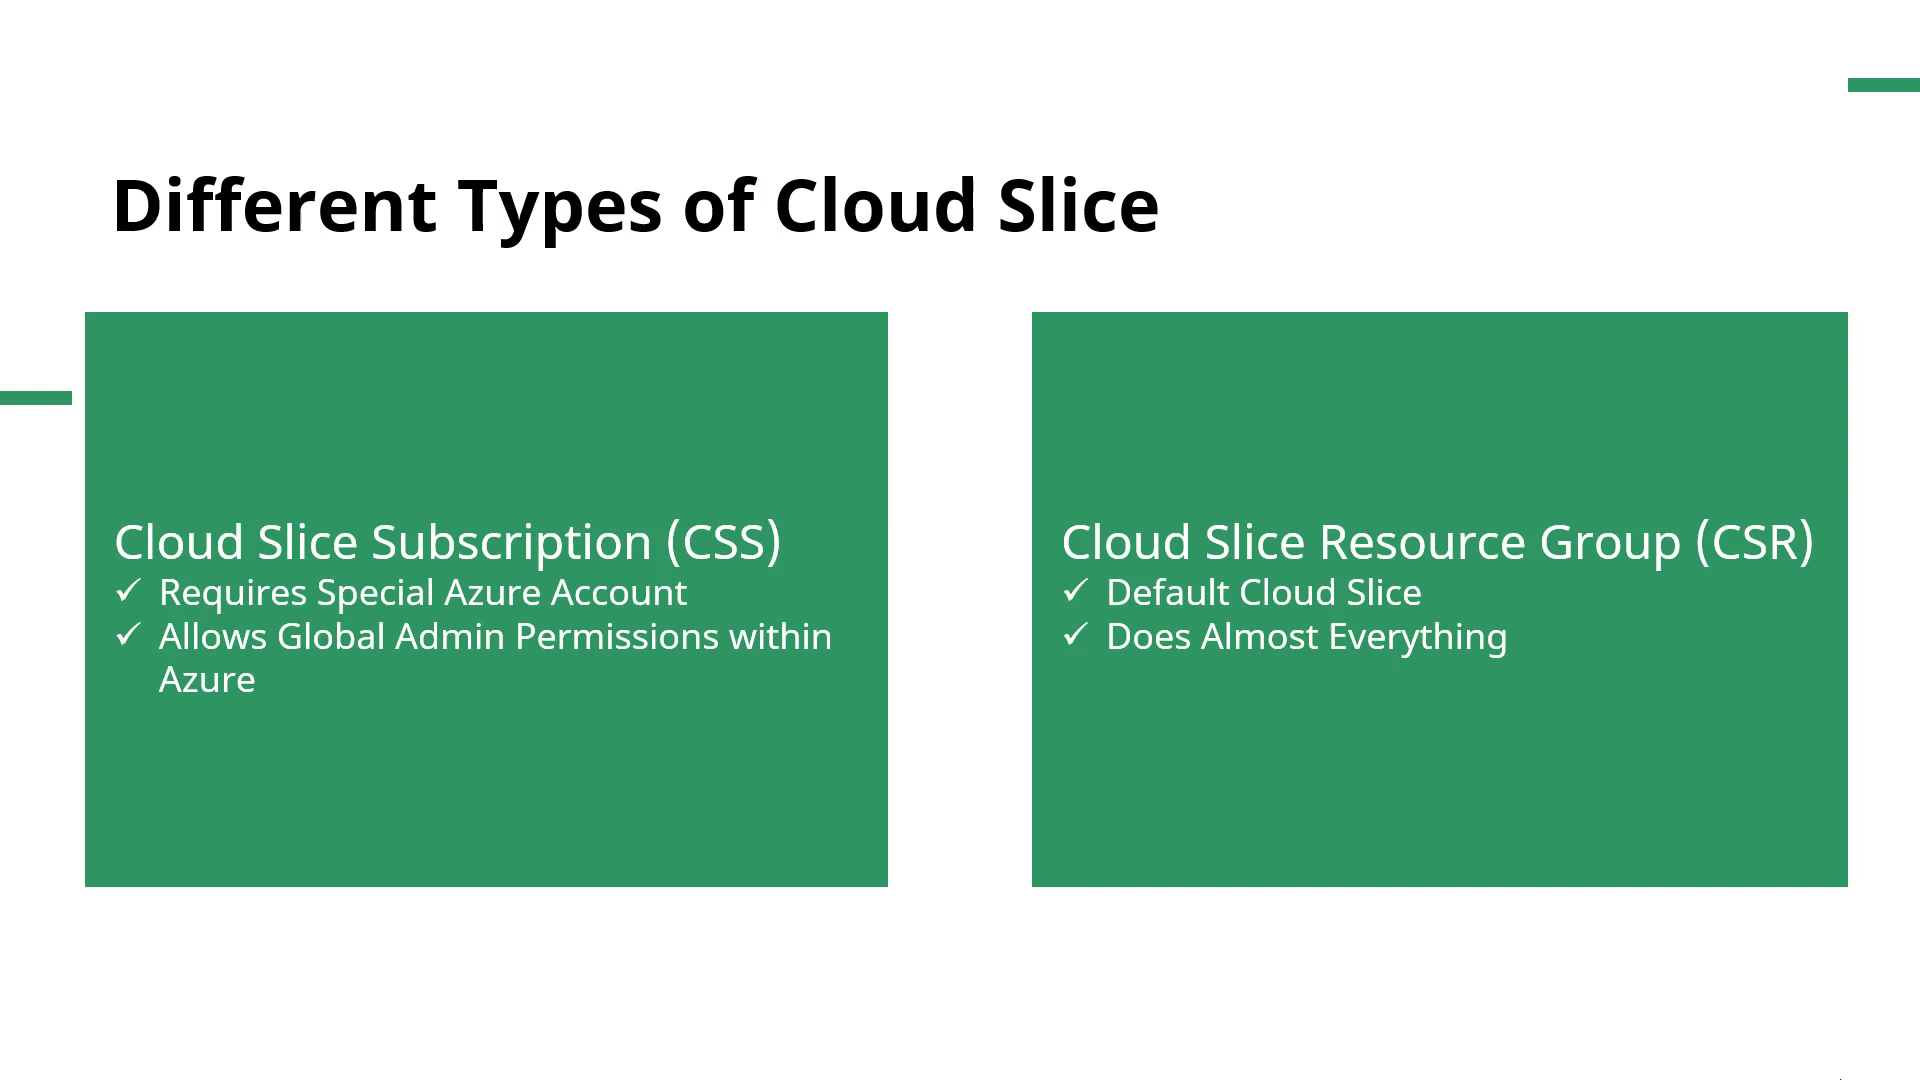 Different Types of Cloud Slice
Cloud Slice Subscription (CSS)
✓ Requires Special Azure Account
✓ Allows Global Admin Permissions within
Azure
Cloud Slice Resource Group (CSR)
✓ Default Cloud Slice
✓ Does Almost Everything